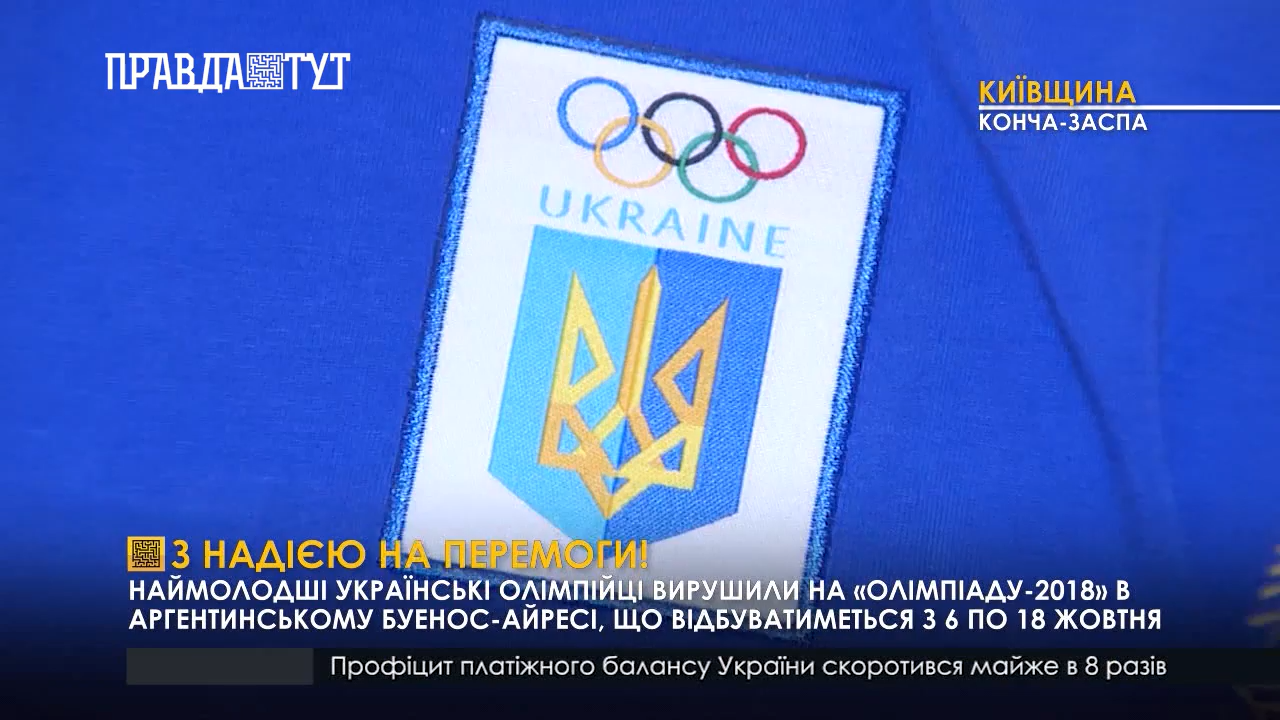 ПРАВДА ТУТ
КИЇВЩИНА
КОНЧА-ЗАСПА
UKRAINE
З НАДІЄЮ НА ПЕРЕМОГИ!
НАЙМОЛОДШІ УКРАЇНСЬКІ ОЛІМПІЙЦІ ВИРУШИЛИ НА «ОЛІМПІАДУ-2018» В
АРГЕНТИНСЬКОМУ БУЕНОС-АЙРЕСІ, ЩО ВІДБУВАТИМЕТЬСЯ З 6 ПО 18 ЖОВТНЯ
Профіцит платіжного балансу України скоротився майже в 8 разів